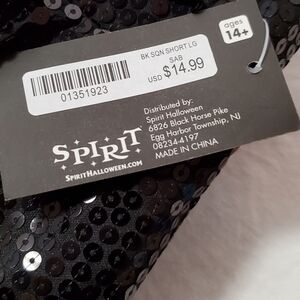 BK SQN SHORT LG
SAB
USD $14.99
01351923
ages
14+
Distributed by:
Spirit Halloween
6826 Black Horse Pike
Egg Harbor Township, NJ
08234-4197
MADE IN CHINA
SPIRIT
SPIRITHALLOWEEN.COM